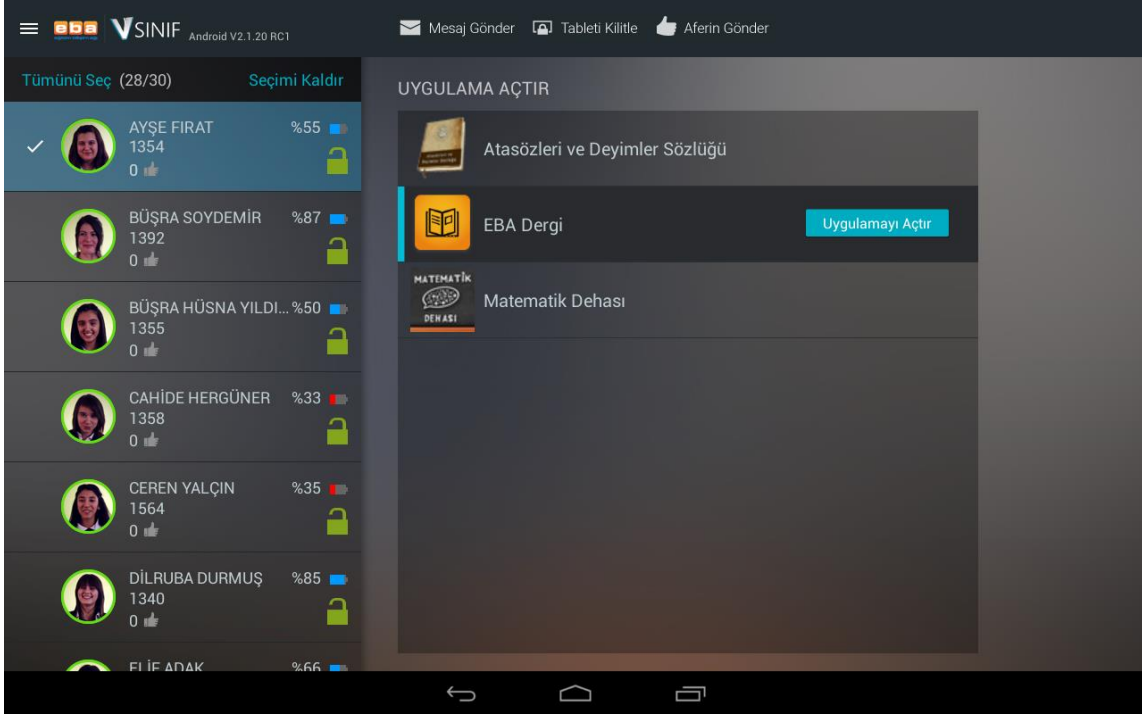 eba VSINIF Android V2.1.20 RC1
Mesaj Gönder Tableti Kilitle Aferin Gönder
Tümünü Seç (28/30) Seçimi Kaldır
AYŞE FIRAT %55
1354
0
BÜŞRA SOYDEMİR %87
1392
0
BÜŞRA HÜSNA YILDI... %50
1355
0
CAHİDE HERGÜNER %33
1358
0
CEREN YALÇIN %35
1564
0
DİLRUBA DURMUŞ %85
1340
0
ELİF ADAK %66
UYGULAMA AÇTIR
Atasözleri ve Deyimler Sözlüğü
EBA Dergi Uygulamayı Açtır
MATEMATİK
DEHASI
Matematik Dehası